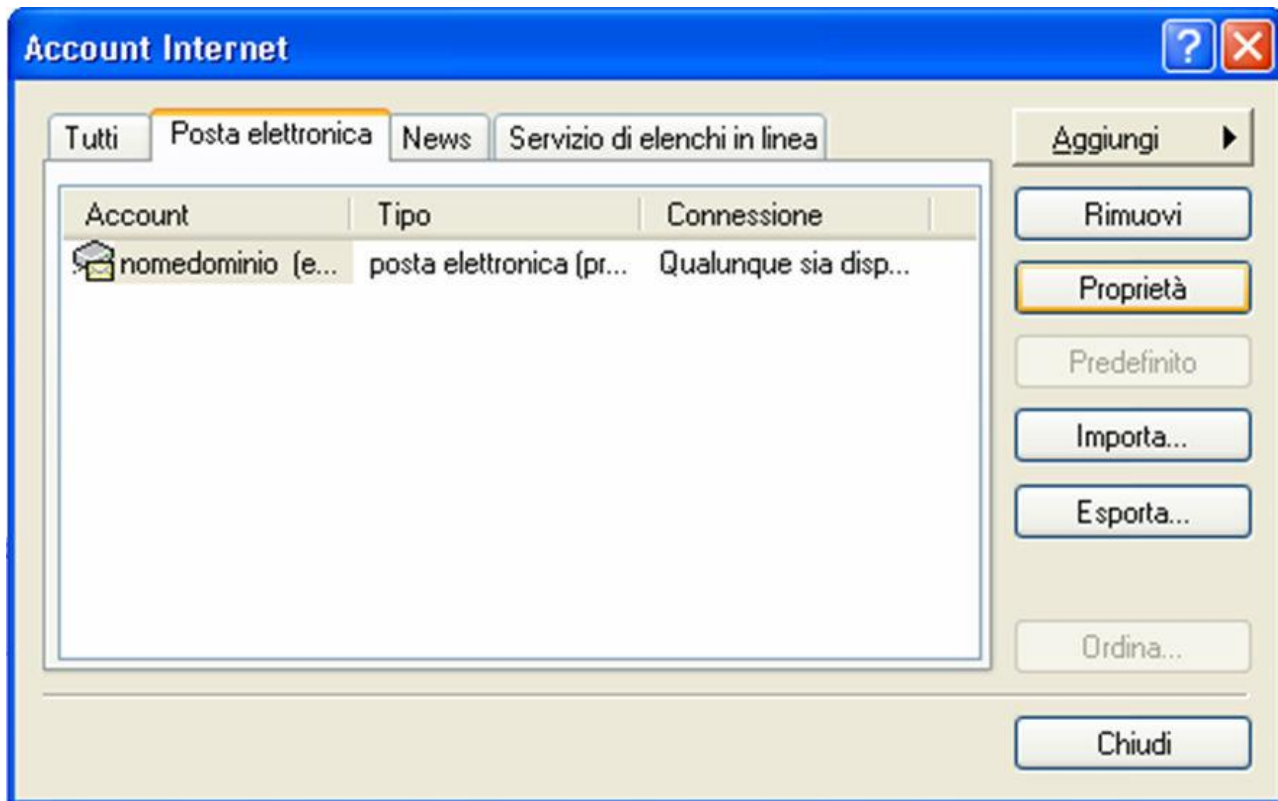 Account Internet
Tutti Posta elettronica News Servizio di elenchi in linea
Aggiungi
Account Tipo Connessione
Rimuovi
nomedominio (e... posta elettronica (pr... Qualunque sia disp...
Proprietà
Predefinito
Importa...
Esporta...
Ordina...
Chiudi